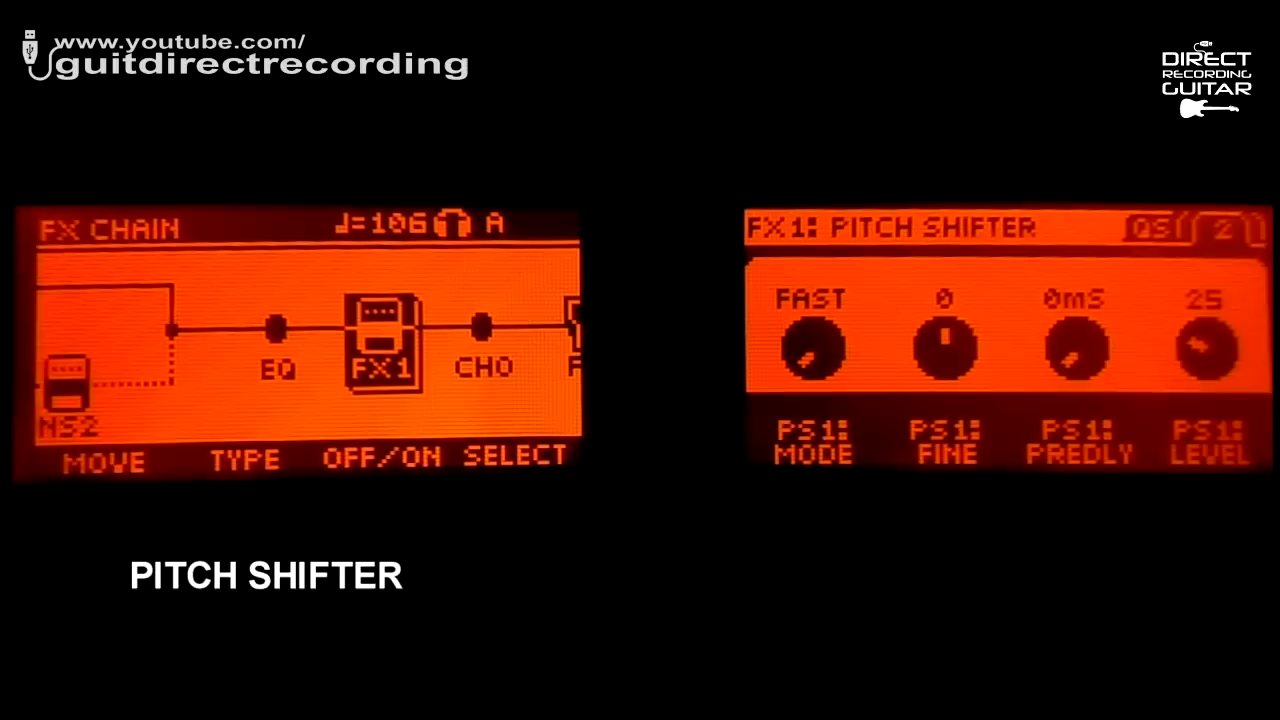 www.youtube.com/
guitdirectrecording
DIRECT
RECORDING
GUITAR
FX CHAIN ♩=106 A
EQ FX1 CHO
NS2
MOVE TYPE OFF/ON SELECT
FX1: PITCH SHIFTER QS 2
FAST 0 0mS 25
PS1: MODE
PS1: FINE
PS1: PREDLY
PS1: LEVEL
PITCH SHIFTER